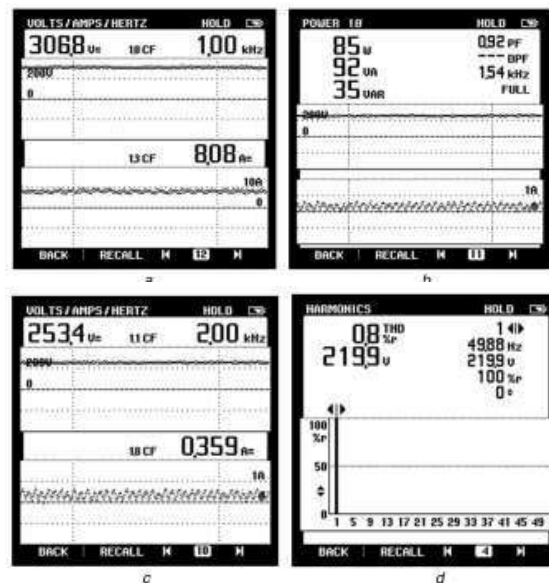 VOLTS/AMPS/HERTZ HOLD
306,8 V= 1.8 CF 1,00 kHz
200V
0
1.3 CF 8,08 A=
10A
0
BACK RECALL 12
a
POWER 1Ø HOLD
85 W 0,92 PF
92 VA --- DPF
35 VAR 1,54 kHz
FULL
200V
0
1A
BACK RECALL 11
b
VOLTS/AMPS/HERTZ HOLD
253,4 V= 1.1 CF 2,00 kHz
200V
0
1.8 CF 0,359 A=
1A
BACK RECALL 10
c
HARMONICS HOLD
0,8 THD %r 1
219,9 V 49,88 Hz
219,9 V
100 %r
0 °
100
%r
50
0
1 5 9 13 17 21 25 29 33 37 41 45 49
BACK RECALL 4
d